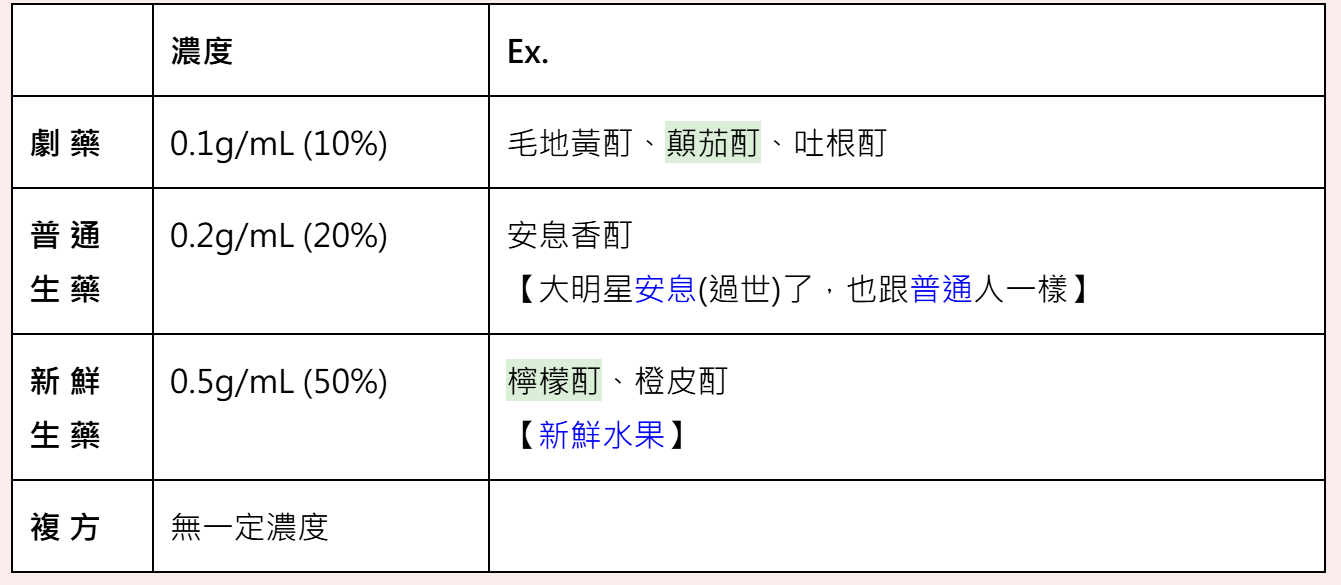 濃度 Ex.
劇 藥 0.1g/mL (10%) 毛地黃酊、顛茄酊、吐根酊
普 通 0.2g/mL (20%) 安息香酊
生 藥 【大明星安息(過世)了，也跟普通人一樣】
新 鮮 0.5g/mL (50%) 檸檬酊、橙皮酊
生 藥 【新鮮水果】
複 方 無一定濃度